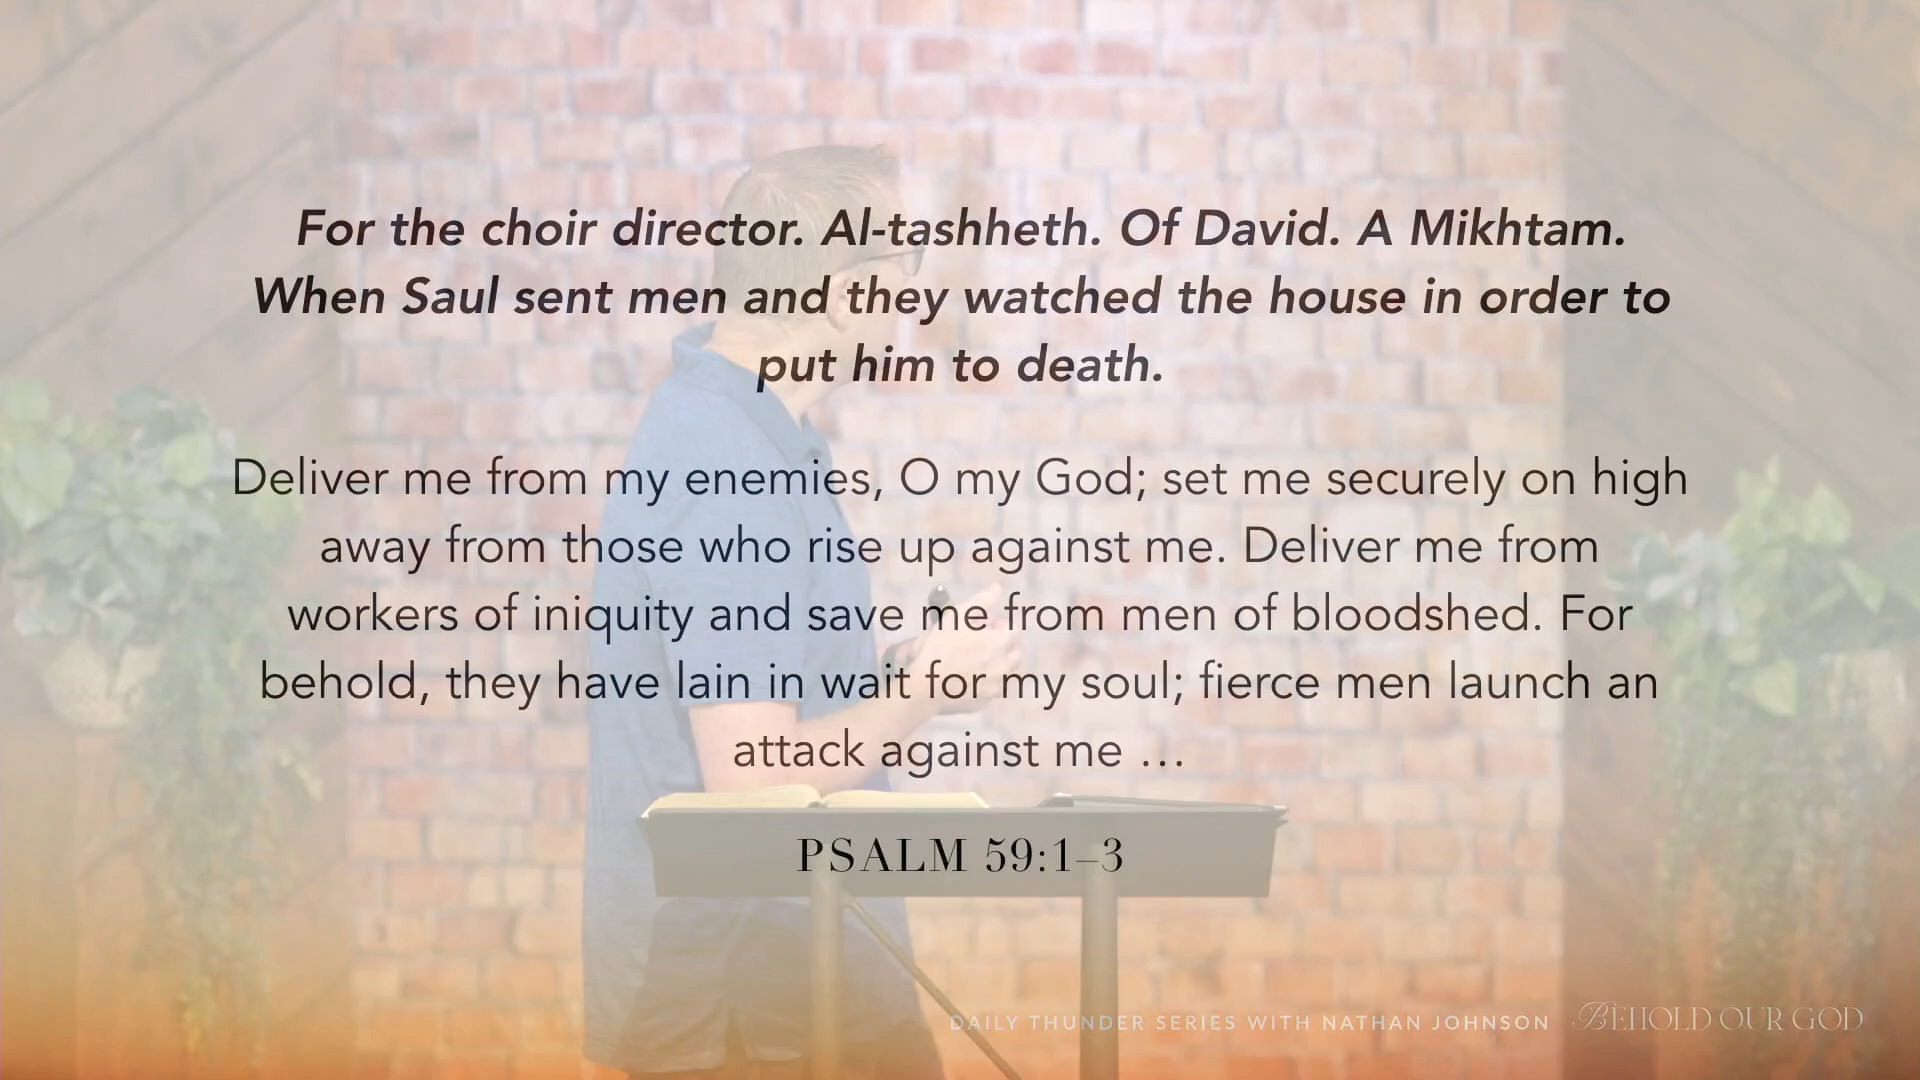 For the choir director. Al-tashheth. Of David. A Mikhtam.
When Saul sent men and they watched the house in order to
put him to death.
Deliver me from my enemies, O my God; set me securely on high
away from those who rise up against me. Deliver me from
workers of iniquity and save me from men of bloodshed. For
behold, they have lain in wait for my soul; fierce men launch an
attack against me …
PSALM 59:1–3
DAILY THUNDER SERIES WITH NATHAN JOHNSON BEHOLD OUR GOD